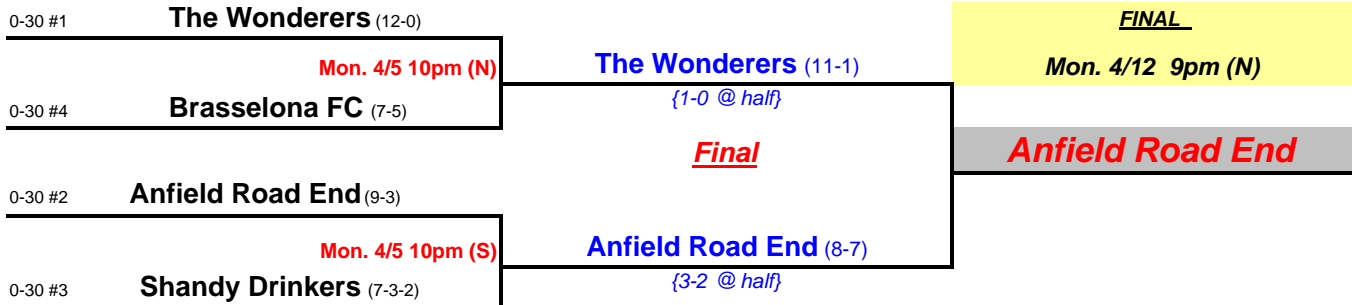 0-30 #1 The Wonderers (12-0)
FINAL
Mon. 4/5 10pm (N)
The Wonderers (11-1)
Mon. 4/12 9pm (N)
0-30 #4 Brasselona FC (7-5)
{1-0 @ half}
Final
Anfield Road End
0-30 #2 Anfield Road End (9-3)
Mon. 4/5 10pm (S)
Anfield Road End (8-7)
0-30 #3 Shandy Drinkers (7-3-2)
{3-2 @ half}